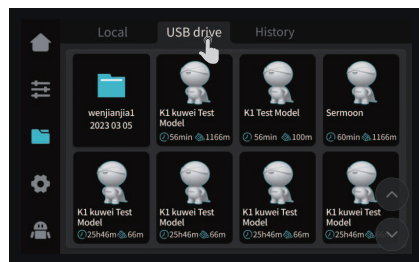 Local USB drive History
wenjianjia1
2023 03 05
K1 kuwei Test
Model
56min 1166m
K1 Test Model
56min 100m
Sermoon
60min 1166m
K1 kuwei Test
Model
25h46m 66m
K1 kuwei Test
Model
25h46m 66m
K1 kuwei Test
Model
25h46m 66m
K1 kuwei Test
Model
25h46m 66m